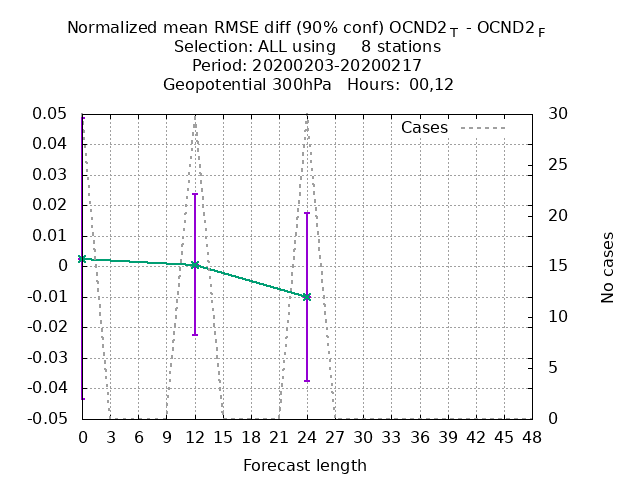 Normalized mean RMSE diff (90% conf) OCND2 T - OCND2 F
Selection: ALL using 8 stations
Period: 20200203-20200217
Geopotential 300hPa Hours: 00,12
Cases
0.05
0.04
0.03
0.02
0.01
0
-0.01
-0.02
-0.03
-0.04
-0.05
30
25
20
15
10
5
0
No cases
0 3 6 9 12 15 18 21 24 27 30 33 36 39 42 45 48
Forecast length